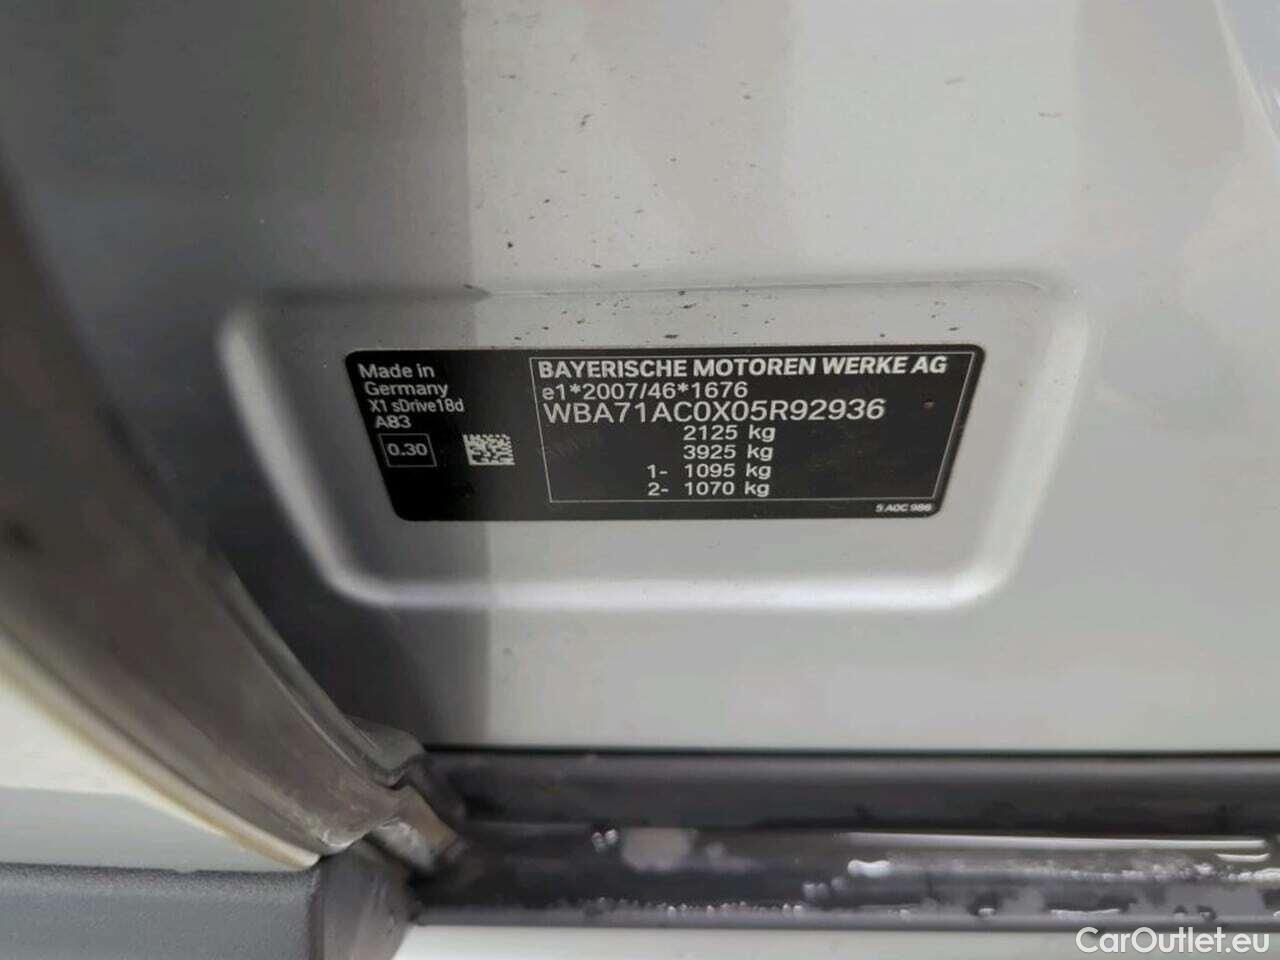 Made in
Germany
X1 sDrive18d
A83
0.30
BAYERISCHE MOTOREN WERKE AG
e1*2007/46*1676
WBA71AC0X05R92936
2125 kg
3925 kg
1- 1095 kg
2- 1070 kg
5 A0C 986
CarOutlet.eu